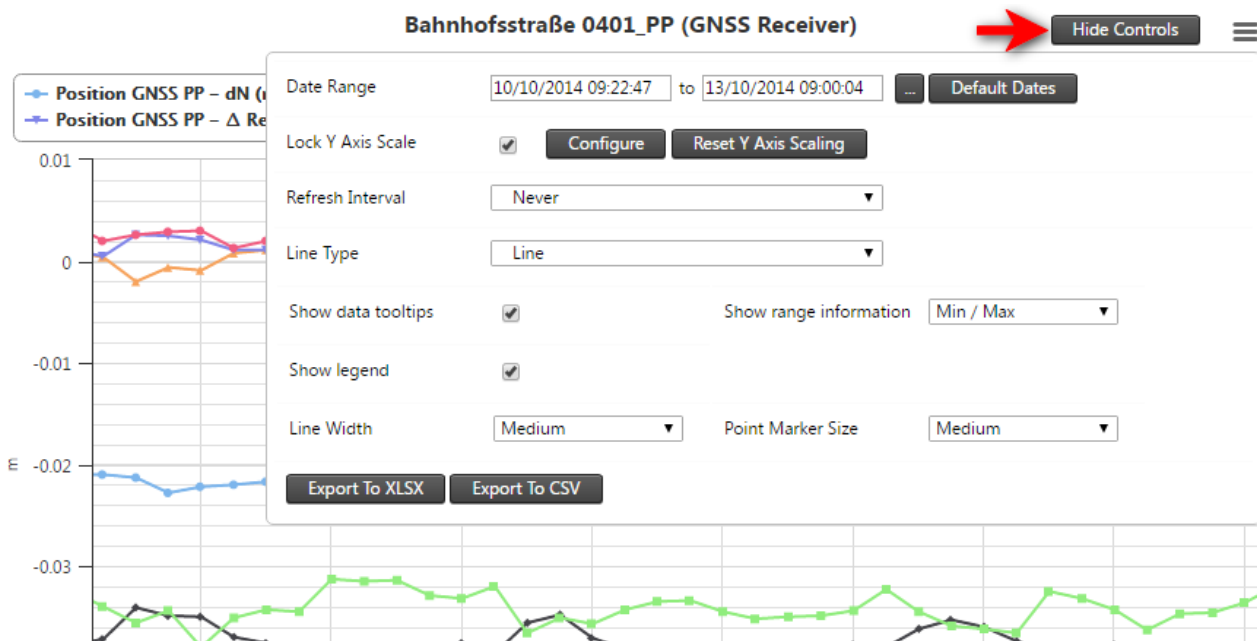 Bahnhofsstraße 0401_PP (GNSS Receiver)
Hide Controls
Position GNSS PP – dN
Position GNSS PP – Δ
Date Range 10/10/2014 09:22:47 to 13/10/2014 09:00:04 ... Default Dates
Lock Y Axis Scale Configure Reset Y Axis Scaling
Refresh Interval Never
Line Type Line
Show data tooltips Show range information Min / Max
Show legend
Line Width Medium Point Marker Size Medium
Export To XLSX Export To CSV
0.01
0
-0.01
-0.02
-0.03
m